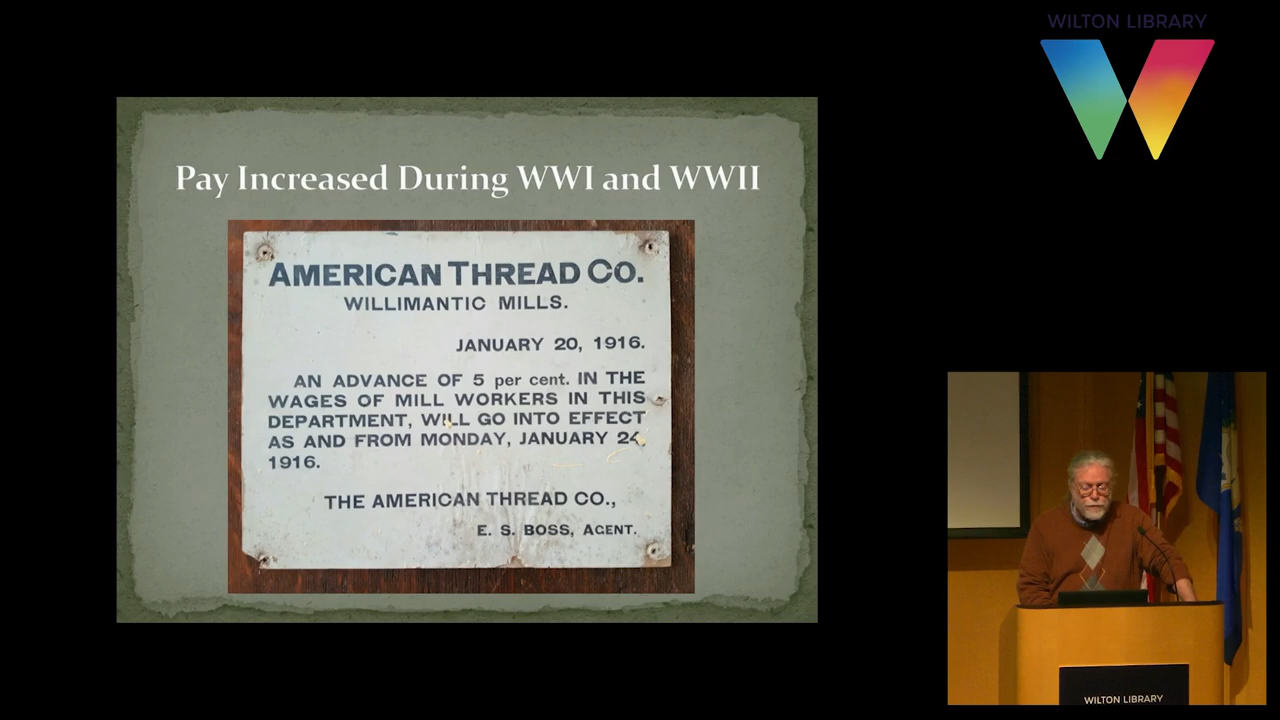 WILTON LIBRARY
Pay Increased During WWI and WWII
AMERICAN THREAD CO.
WILLIMANTIC MILLS.
JANUARY 20, 1916.
AN ADVANCE OF 5 per cent. IN THE
WAGES OF MILL WORKERS IN THIS
DEPARTMENT, WILL GO INTO EFFECT
AS AND FROM MONDAY, JANUARY 24
1916.
THE AMERICAN THREAD CO.,
E. S. BOSS, AGENT.
WILTON LIBRARY